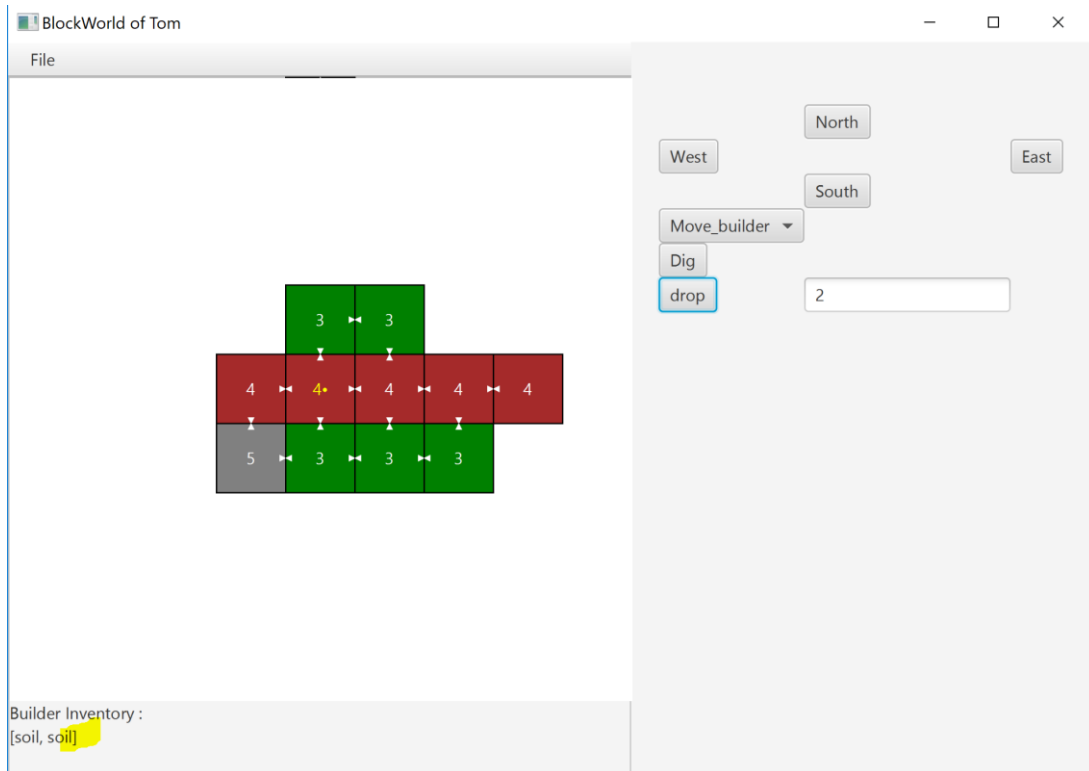 BlockWorld of Tom
File
North
West East
South
Move_builder
Dig
drop 2
3 3
4 4 4 4 4
5 3 3 3
Builder Inventory :
[soil, soil]